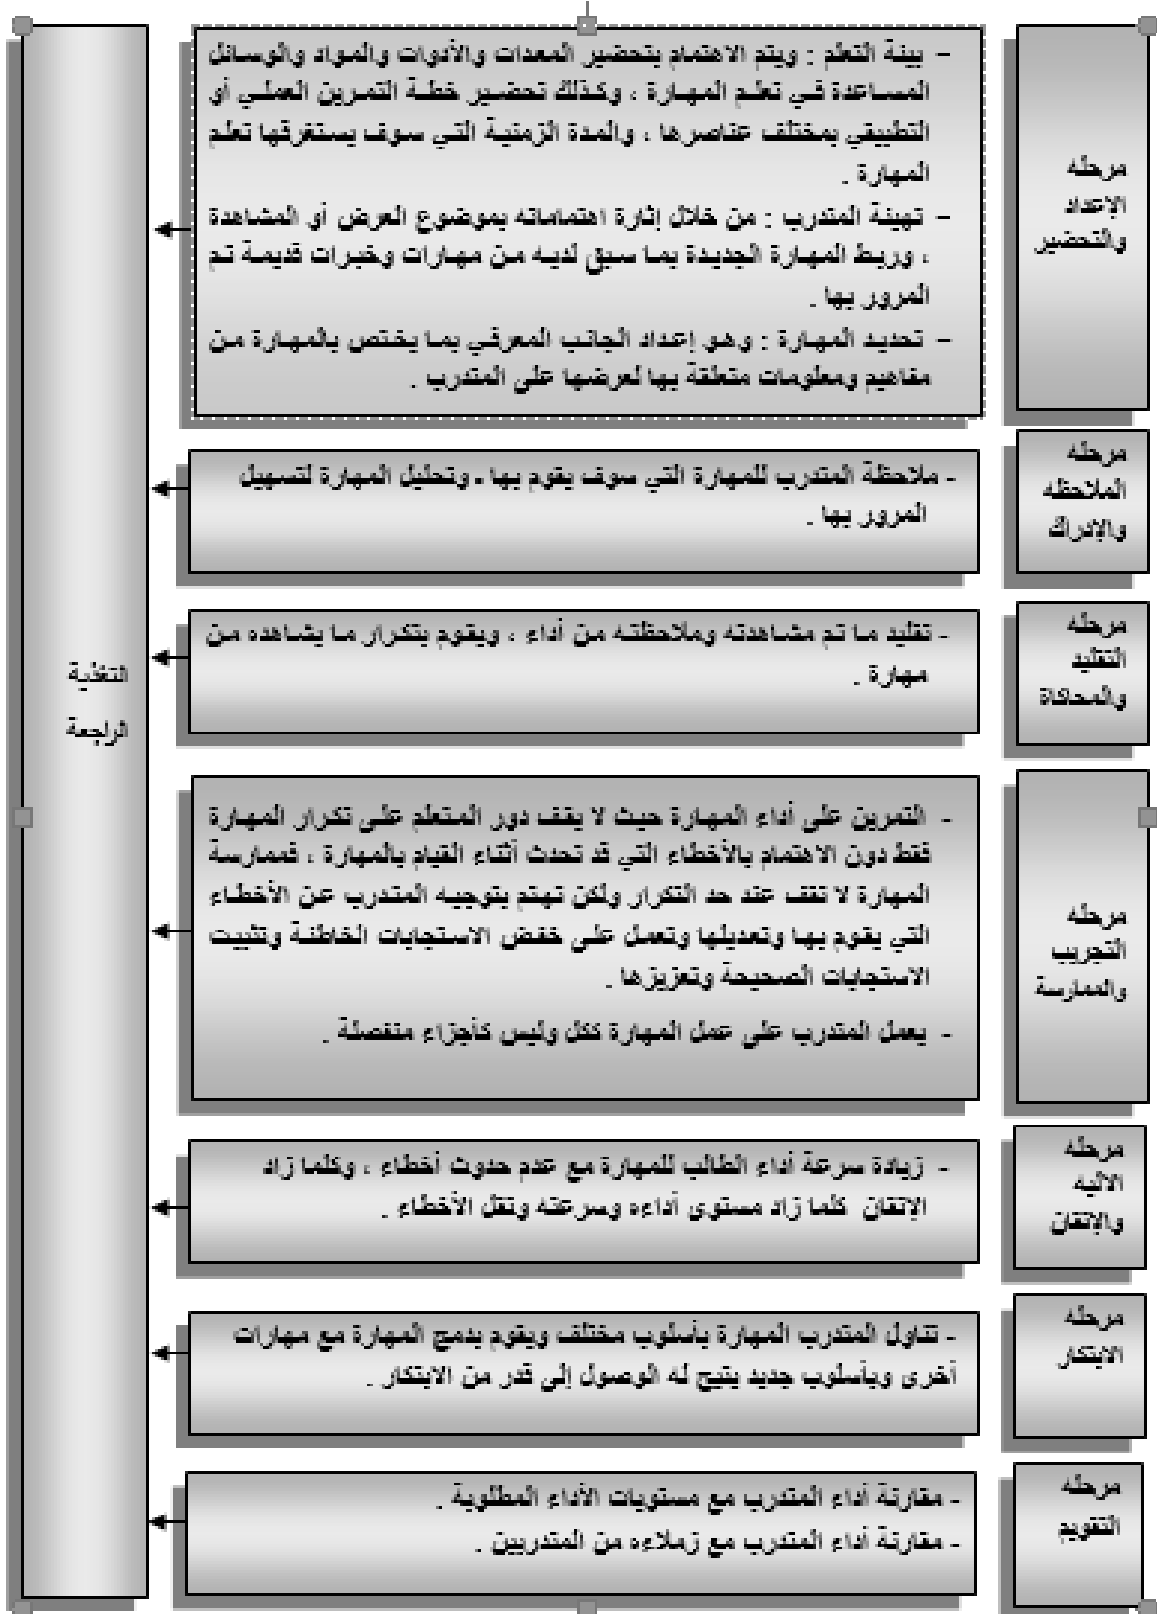 مرحله
الإعداد
والتحضير
- بيئة التعلم : ويتم الاهتمام بتحضير المعدات والأدوات والمواد والوسائل
المساعدة في تعلم المهارة ، وكذلك تحضير خطة التمرين العملي أو
التطبيقي بمختلف عناصرها ، والمدة الزمنية التي سوف يستغرقها تعلم
المهارة .
- تهيئة المتدرب : من خلال إثارة اهتماماته بموضوع العرض أو المشاهدة
، وربط المهارة الجديدة بما سبق لديه من مهارات وخبرات قديمة تم
المرور بها .
- تحديد المهارة : وهو إعداد الجانب المعرفي بما يختص بالمهارة من
مفاهيم ومعلومات متعلقة بها لعرضها على المتدرب .
مرحله
الملاحظه
والإدراك
- ملاحظة المتدرب للمهارة التي سوف يقوم بها ـ وتحليل المهارة لتسهيل
المرور بها .
مرحله
التقليد
والمحاكاة
- تقليد ما تم مشاهدته وملاحظته من أداء ، ويقوم بتكرار ما يشاهده من
مهارة .
مرحله
التجريب
والممارسة
- التمرين على أداء المهارة حيث لا يقف دور المتعلم على تكرار المهارة
فقط دون الاهتمام بالأخطاء التي قد تحدث أثناء القيام بالمهارة ، فممارسة
المهارة لا تقف عند حد التكرار ولكن تهتم بتوجيه المتدرب عن الأخطاء
التي يقوم بها وتعديلها وتعمل على خفض الاستجابات الخاطئة وتثبيت
الاستجابات الصحيحة وتعزيزها .
- يعمل المتدرب على عمل المهارة ككل وليس كأجزاء منفصلة .
مرحله
الاليه
والإتقان
- زيادة سرعة أداء الطالب للمهارة مع عدم حدوث أخطاء ، وكلما زاد
الإتقان كلما زاد مستوى أداءه وسرعته وتقل الأخطاء .
مرحله
الابتكار
- تناول المتدرب المهارة بأسلوب مختلف ويقوم بدمج المهارة مع مهارات
أخرى وبأسلوب جديد يتيح له الوصول إلى قدر من الابتكار .
مرحله
التقويم
- مقارنة أداء المتدرب مع مستويات الأداء المطلوبة .
- مقارنة أداء المتدرب مع زملاءه من المتدربين .
التغذية
الراجعة